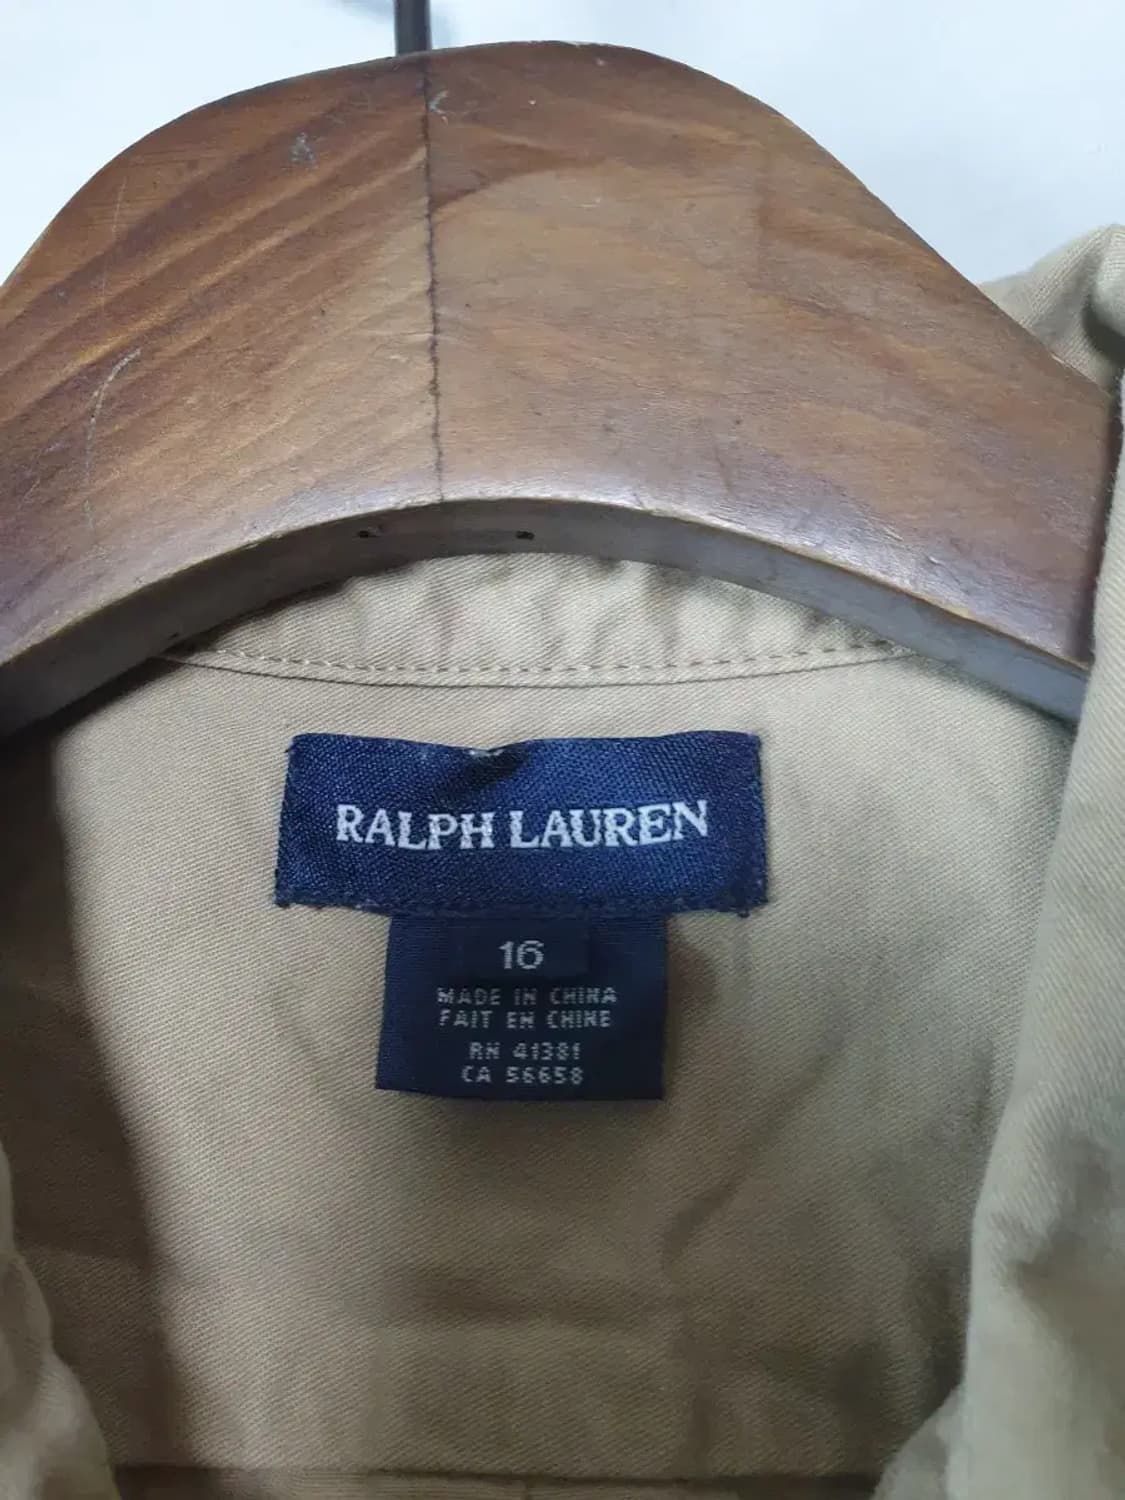 RALPH LAUREN
16
MADE IN CHINA
FAIT EN CHINE
RN 41381
CA 56658